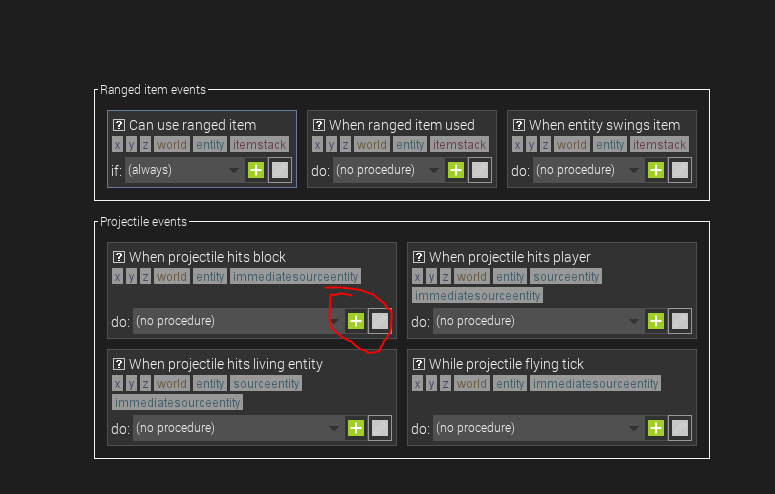 Ranged item events
? Can use ranged item
x y z world entity itemstack
if: (always)
? When ranged item used
x y z world entity itemstack
do: (no procedure)
? When entity swings item
x y z world entity itemstack
do: (no procedure)
Projectile events
? When projectile hits block
x y z world entity immediatesourceentity
do: (no procedure)
? When projectile hits player
x y z world entity sourceentity
immediatesourceentity
do: (no procedure)
? When projectile hits living entity
x y z world entity sourceentity
immediatesourceentity
do: (no procedure)
? While projectile flying tick
x y z world entity immediatesourceentity
do: (no procedure)